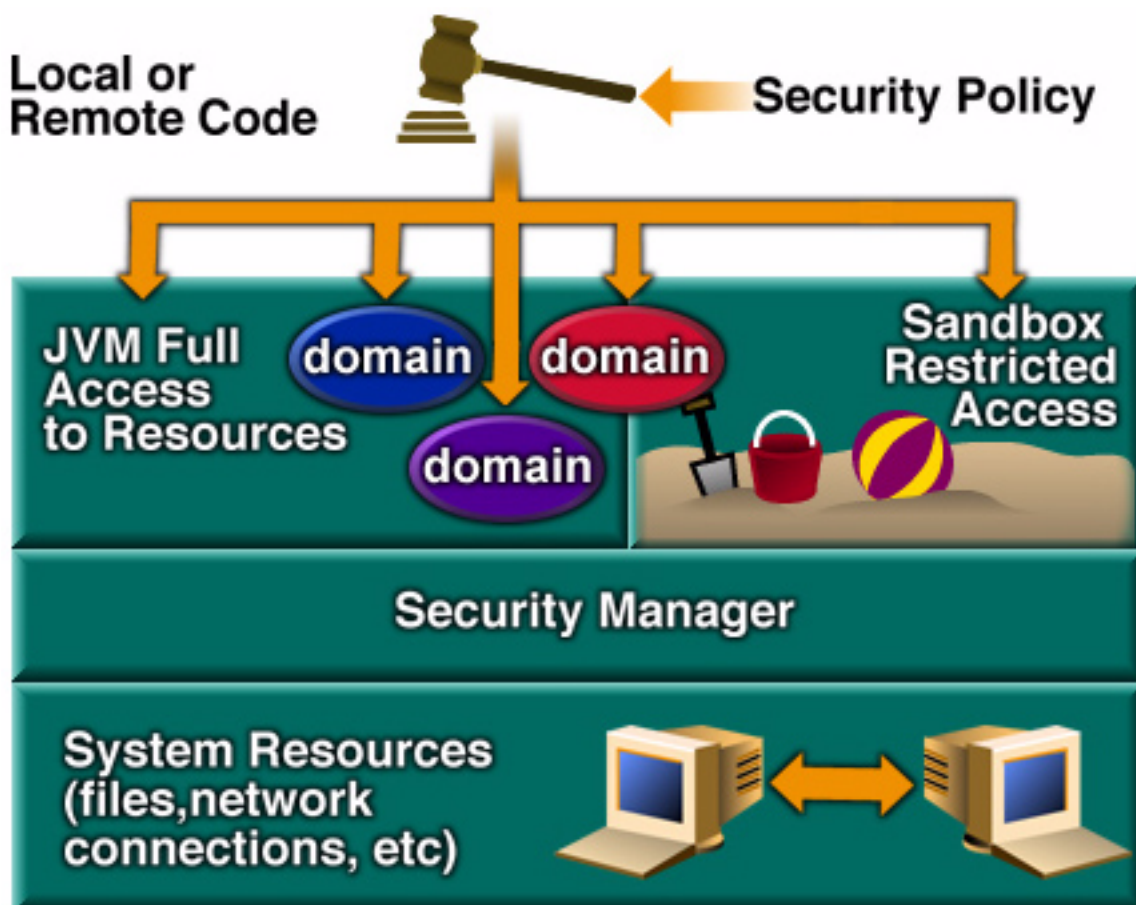 Local or
Remote Code
Security Policy
JVM Full
Access
to Resources
domain
domain
domain
Sandbox
Restricted
Access
Security Manager
System Resources
(files,network
connections, etc)